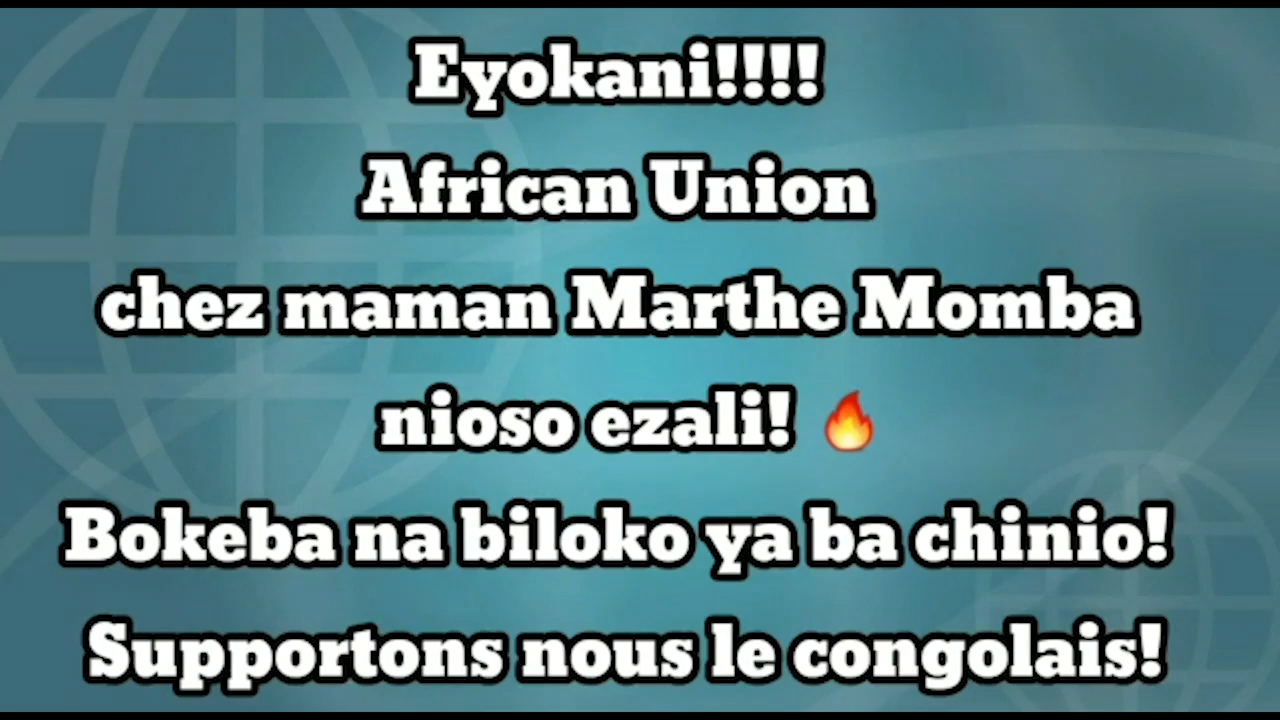 Eyokani!!!!
African Union
chez maman Marthe Momba
nioso ezali! 🔥
Bokeba na biloko ya ba chinio!
Supportons nous le congolais!